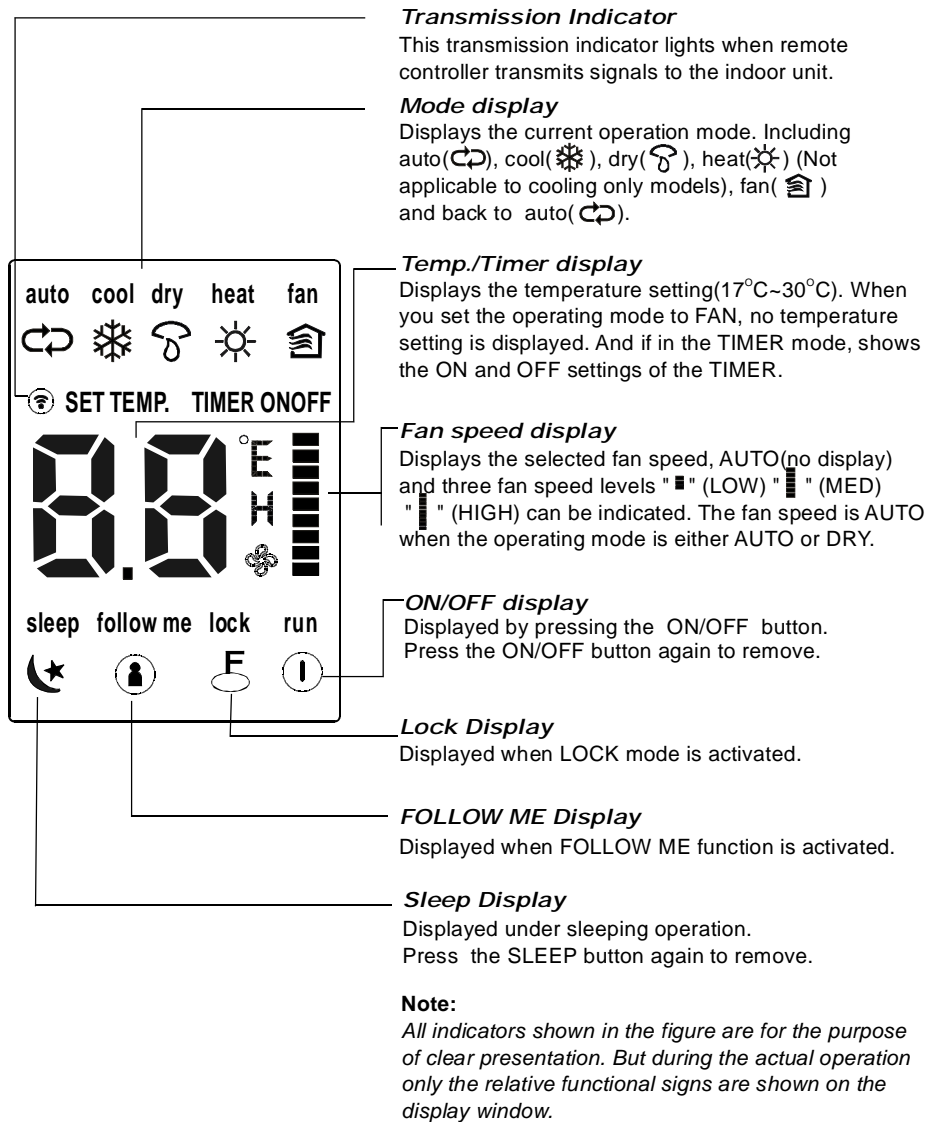 Transmission Indicator
This transmission indicator lights when remote
controller transmits signals to the indoor unit.
Mode display
Displays the current operation mode. Including
auto( ), cool( ), dry( ), heat( ) (Not
applicable to cooling only models), fan( )
and back to auto( ).
Temp./Timer display
Displays the temperature setting(17°C~30°C). When
you set the operating mode to FAN, no temperature
setting is displayed. And if in the TIMER mode, shows
the ON and OFF settings of the TIMER.
Fan speed display
Displays the selected fan speed, AUTO(no display)
and three fan speed levels " " (LOW) " " (MED)
" " (HIGH) can be indicated. The fan speed is AUTO
when the operating mode is either AUTO or DRY.
ON/OFF display
Displayed by pressing the ON/OFF button.
Press the ON/OFF button again to remove.
Lock Display
Displayed when LOCK mode is activated.
FOLLOW ME Display
Displayed when FOLLOW ME function is activated.
Sleep Display
Displayed under sleeping operation.
Press the SLEEP button again to remove.
Note:
All indicators shown in the figure are for the purpose
of clear presentation. But during the actual operation
only the relative functional signs are shown on the
display window.
auto cool dry heat fan
SET TEMP. TIMER ONOFF
8.8 °E
H
sleep follow me lock run
F